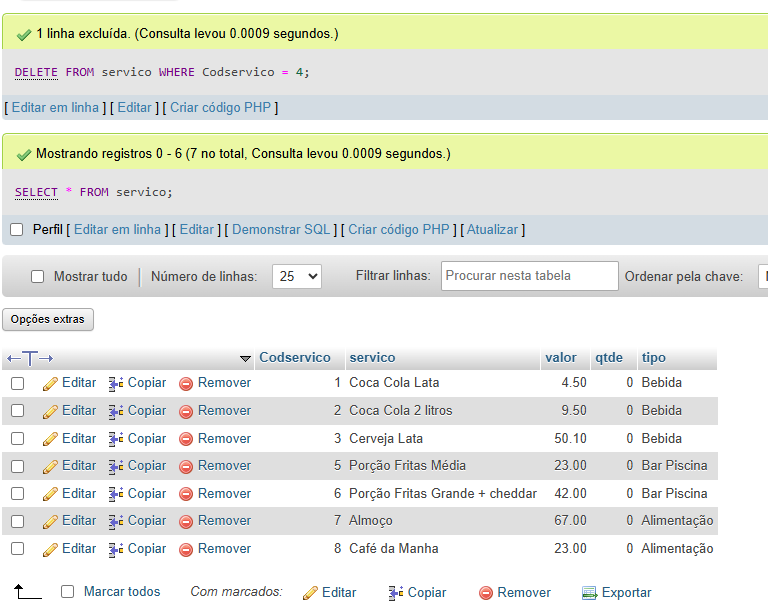 1 linha excluída. (Consulta levou 0.0009 segundos.)
DELETE FROM servico WHERE Codservico = 4;
[ Editar em linha ] [ Editar ] [ Criar código PHP ]
Mostrando registros 0 - 6 (7 no total, Consulta levou 0.0009 segundos.)
SELECT * FROM servico;
Perfil [ Editar em linha ] [ Editar ] [ Demonstrar SQL ] [ Criar código PHP ] [ Atualizar ]
Mostrar tudo | Número de linhas: 25 Filtrar linhas: Procurar nesta tabela Ordenar pela chave:
Opções extras
Codservico servico valor qtde tipo
Editar Copiar Remover 1 Coca Cola Lata 4.50 0 Bebida
Editar Copiar Remover 2 Coca Cola 2 litros 9.50 0 Bebida
Editar Copiar Remover 3 Cerveja Lata 50.10 0 Bebida
Editar Copiar Remover 5 Porção Fritas Média 23.00 0 Bar Piscina
Editar Copiar Remover 6 Porção Fritas Grande + cheddar 42.00 0 Bar Piscina
Editar Copiar Remover 7 Almoço 67.00 0 Alimentação
Editar Copiar Remover 8 Café da Manha 23.00 0 Alimentação
Marcar todos Com marcados: Editar Copiar Remover Exportar